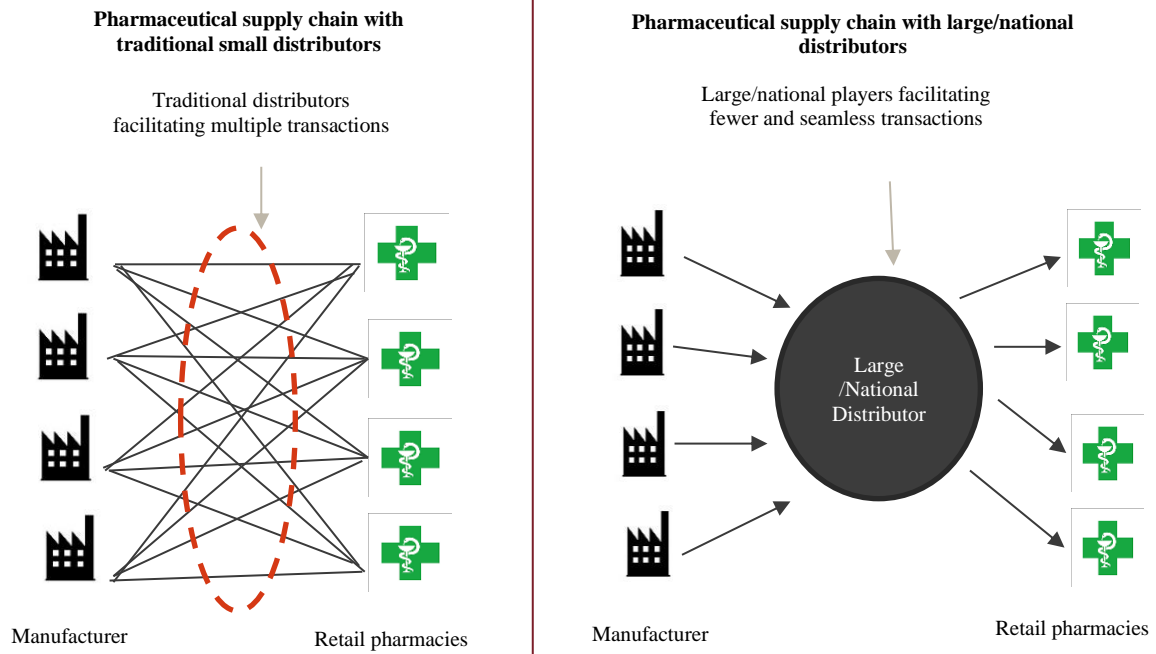 Pharmaceutical supply chain with
traditional small distributors
Traditional distributors
facilitating multiple transactions
Manufacturer
Retail pharmacies
Pharmaceutical supply chain with large/national
distributors
Large/national players facilitating
fewer and seamless transactions
Large
/National
Distributor
Manufacturer
Retail pharmacies